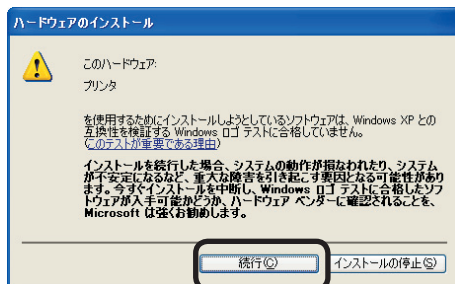 ハードウェアのインストール
このハードウェア:
プリンタ
を使用するためにインストールしようとしているソフトウェアは、Windows XP との
互換性を検証する Windows ロゴ テストに合格していません。
(このテストが重要である理由)
インストールを続行した場合、システムの動作が損なわれたり、システム
が不安定になるなど、重大な障害を引き起こす要因となる可能性があり
ます。今すぐインストールを中断し、Windows ロゴ テストに合格したソフ
トウェアが入手可能かどうか、ハードウェア ベンダーに確認されることを、
Microsoft は強くお勧めします。
続行(C)
インストールの停止(S)